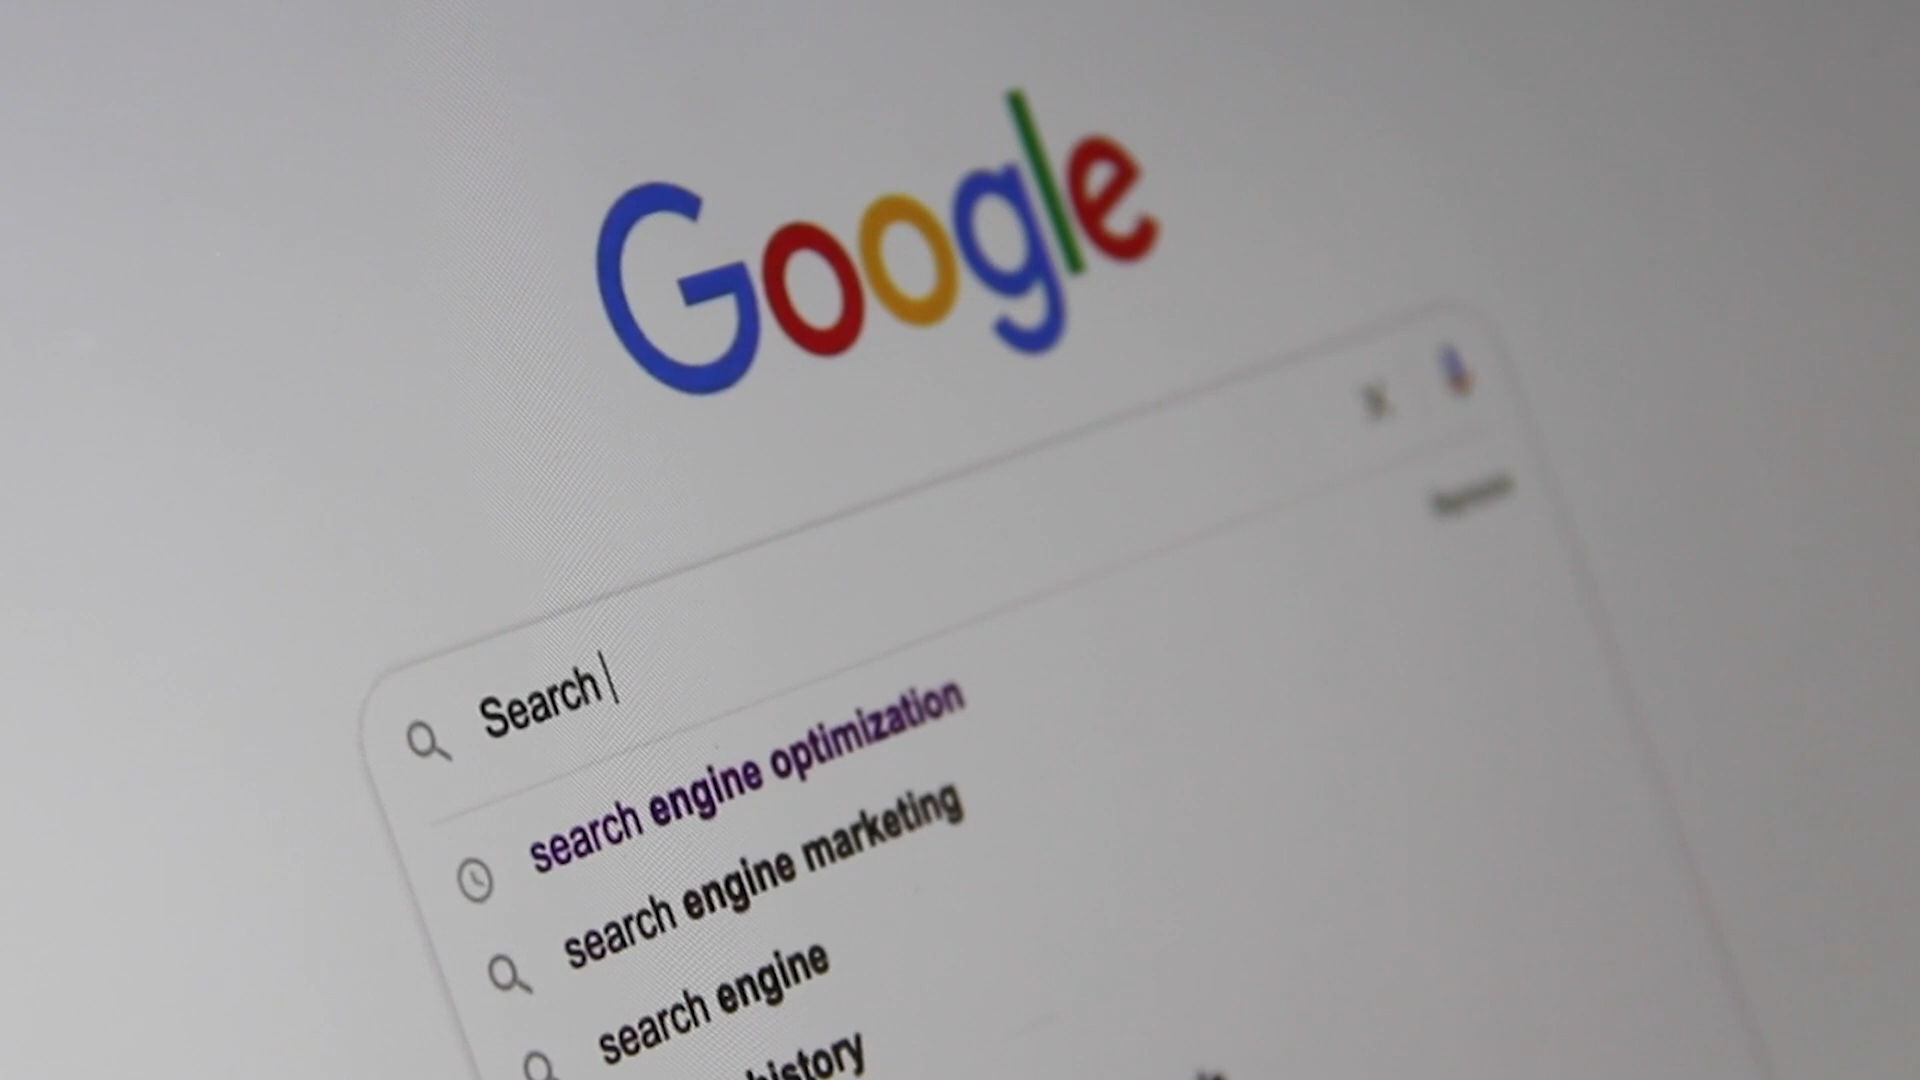 Google
Search
search engine optimization
search engine marketing
search engine
history